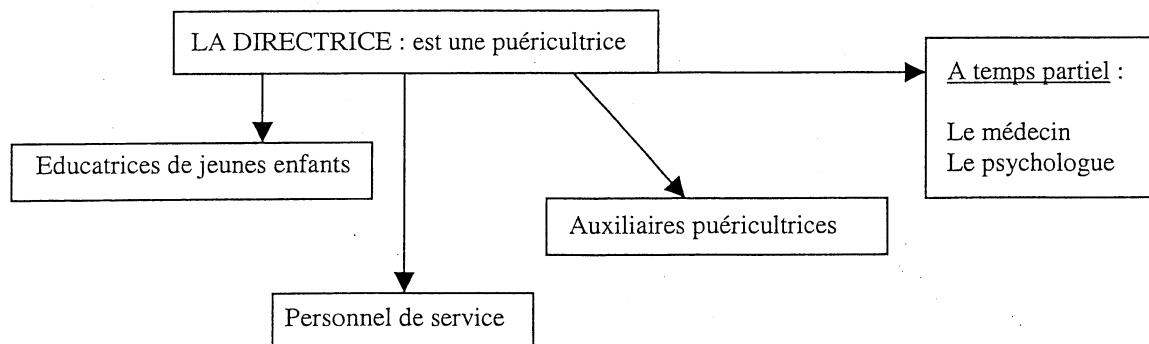 LA DIRECTRICE : est une puéricultrice
A temps partiel :
Le médecin
Le psychologue
Educatrices de jeunes enfants
Auxiliaires puéricultrices
Personnel de service